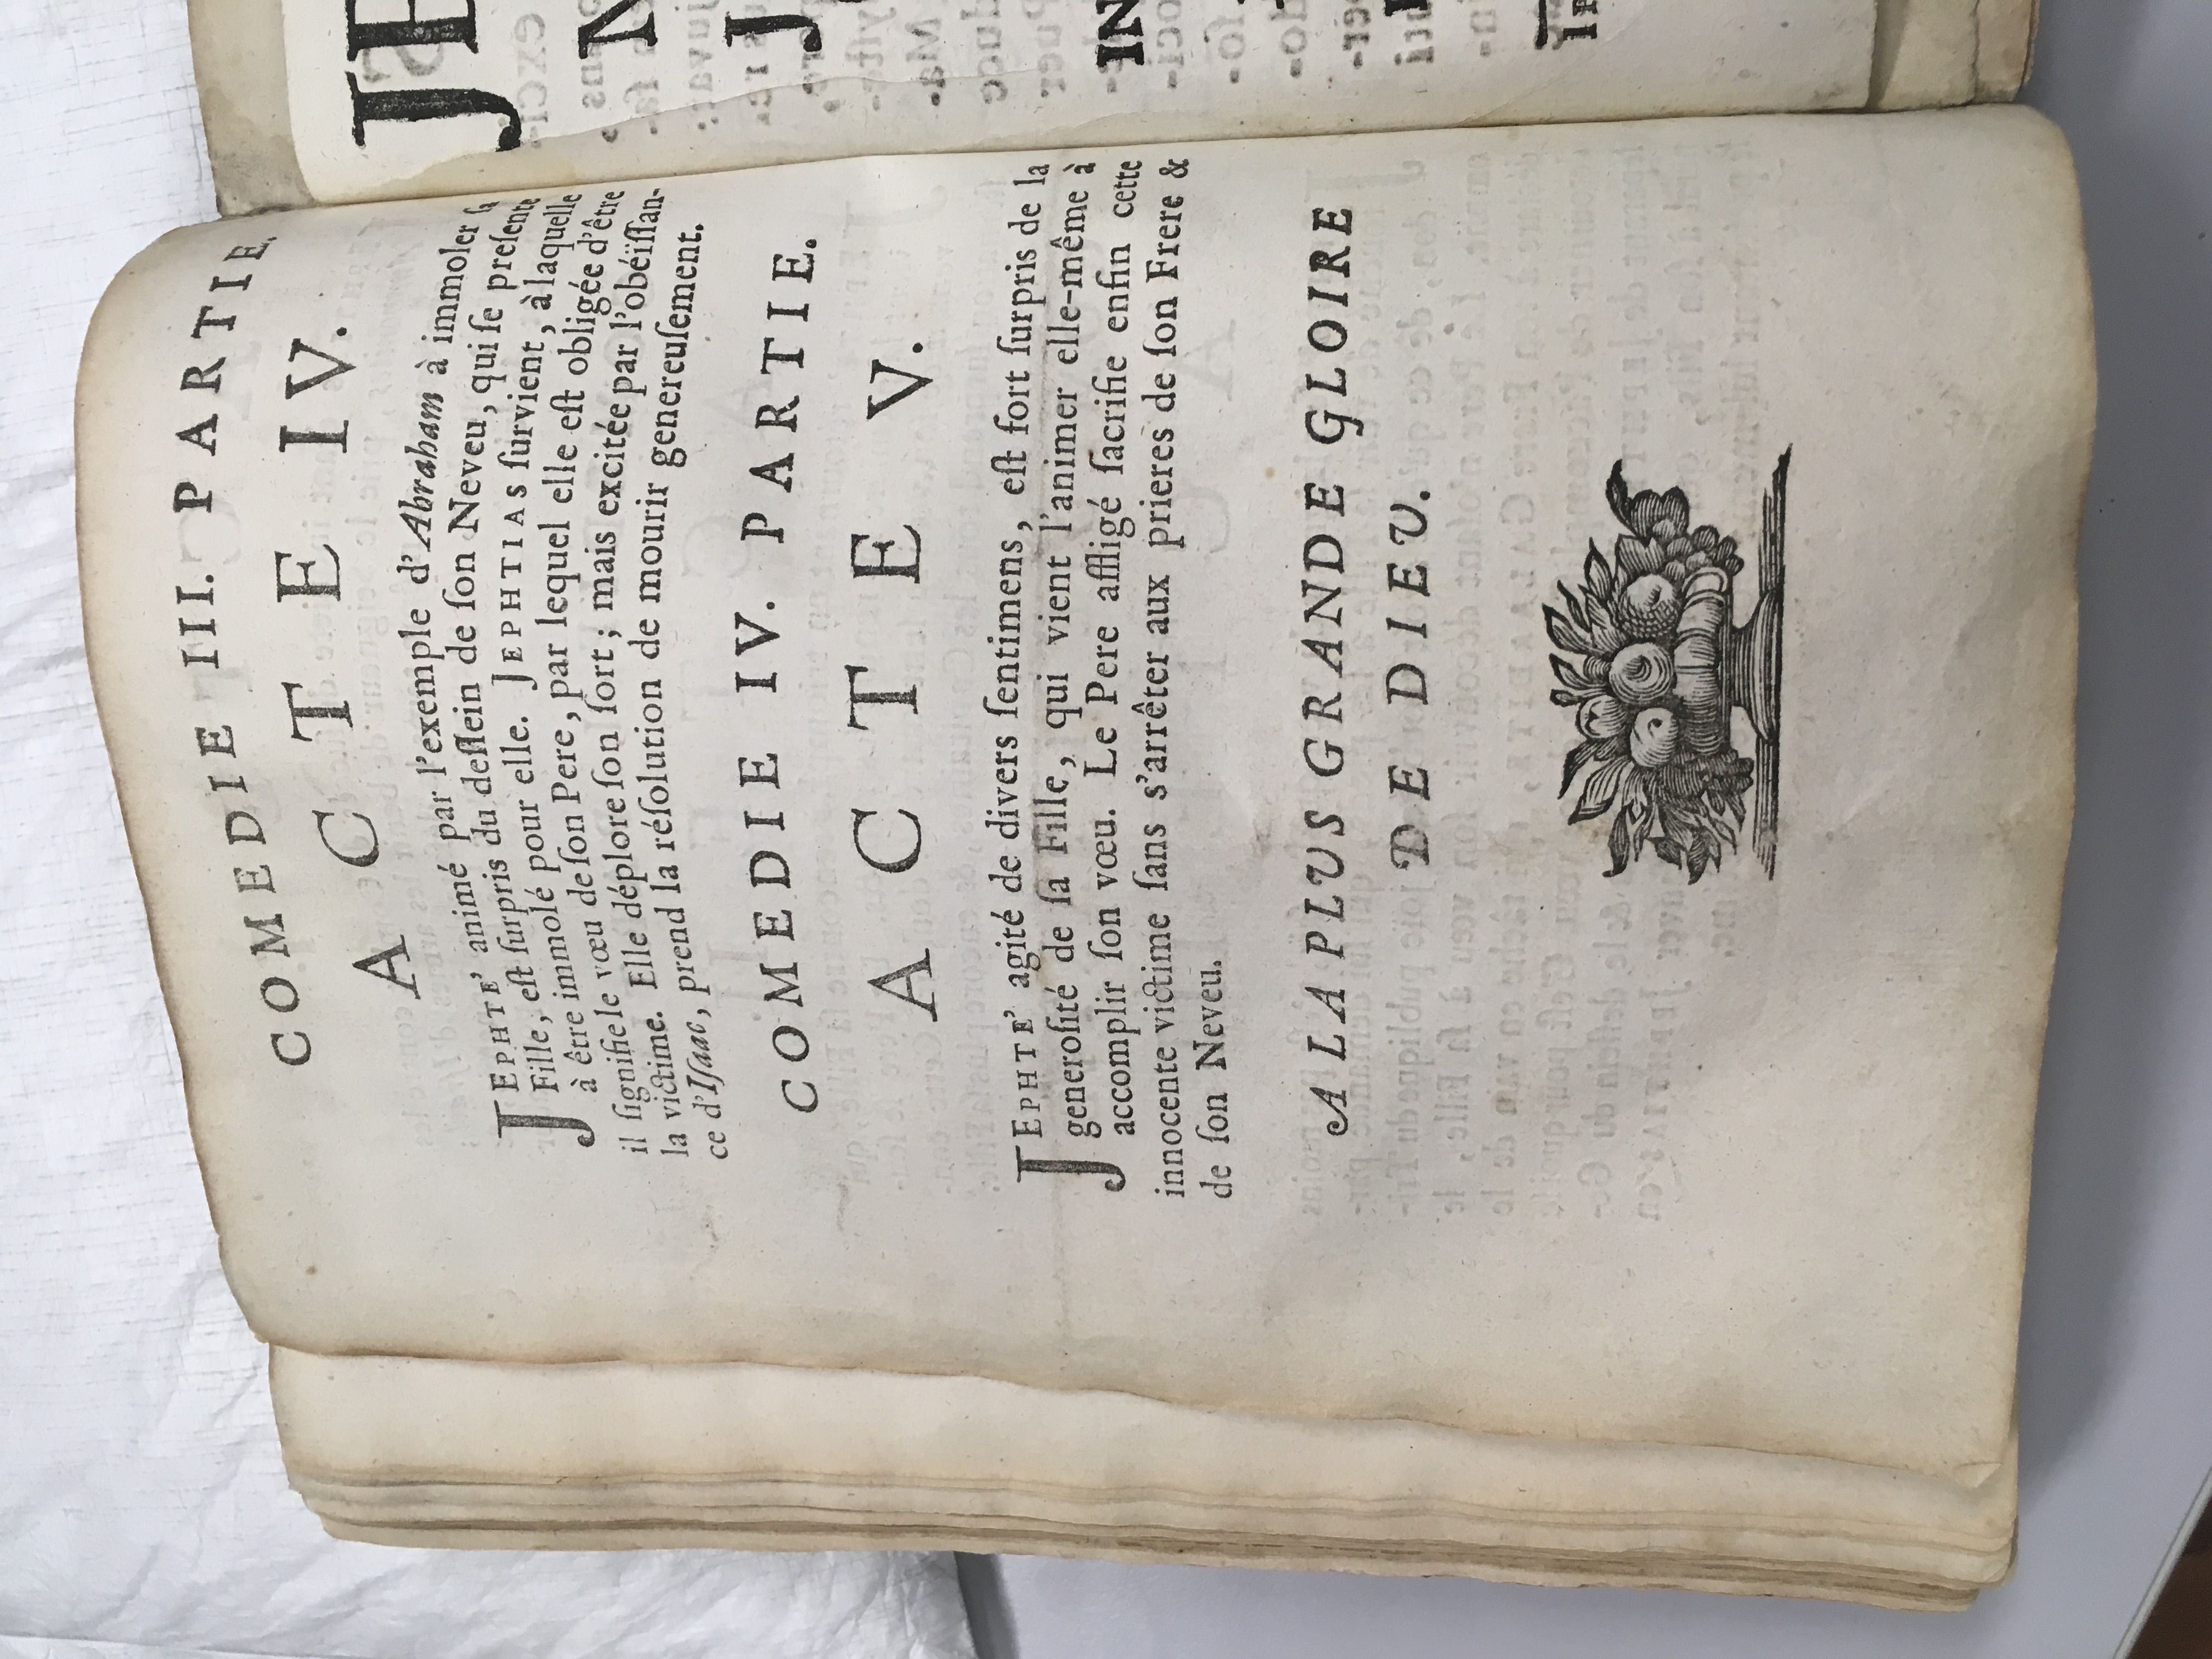 COMEDIE III. PARTIE.
ACTE IV.
JEPHTE' animé par l'exemple d'Abraham à immoler ſa
Fille, eſt ſurpris du deſſein de ſon Neveu, qui ſe preſente
à être immolé pour elle. JEPHTIAS ſurvient, à laquelle
il ſignifie le vœu de ſon Pere, par lequel elle eſt obligée d'être
la victime. Elle déplore ſon ſort; mais excitée par l'obéïſſan-
ce d'Iſaac, prend la réſolution de mourir genereuſement.
COMEDIE IV. PARTIE.
ACTE V.
JEPHTE' agité de divers ſentimens, eſt fort ſurpris de la
generoſité de ſa Fille, qui vient l'animer elle-même à
accomplir ſon vœu. Le Pere affligé ſacrifie enfin cette
innocente victime ſans s'arrêter aux prieres de ſon Frere &
de ſon Neveu.
A LA PLUS GRANDE GLOIRE
DE DIEU.
JE
N
J
IN